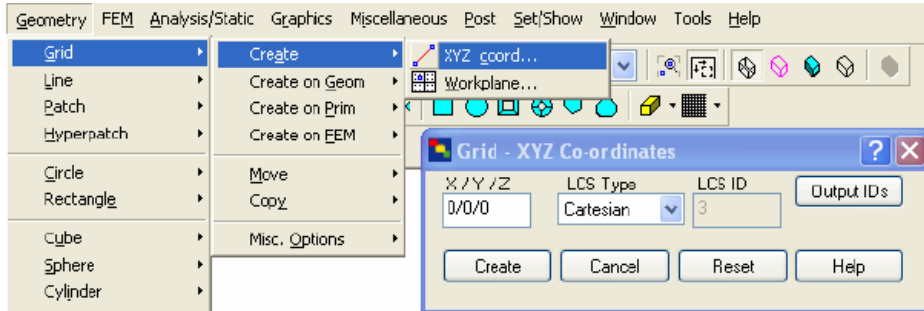 Geometry FEM Analysis/Static Graphics Miscellaneous Post Set/Show Window Tools Help
Grid
Line
Patch
Hyperpatch
Circle
Rectangle
Cube
Sphere
Cylinder
Create
Create on Geom
Create on Prim
Create on FEM
Move
Copy
Misc. Options
XYZ coord...
Workplane...
Grid - XYZ Co-ordinates
X/Y/Z LCS Type LCS ID
0/0/0 Cartesian 3 Output IDs
Create Cancel Reset Help